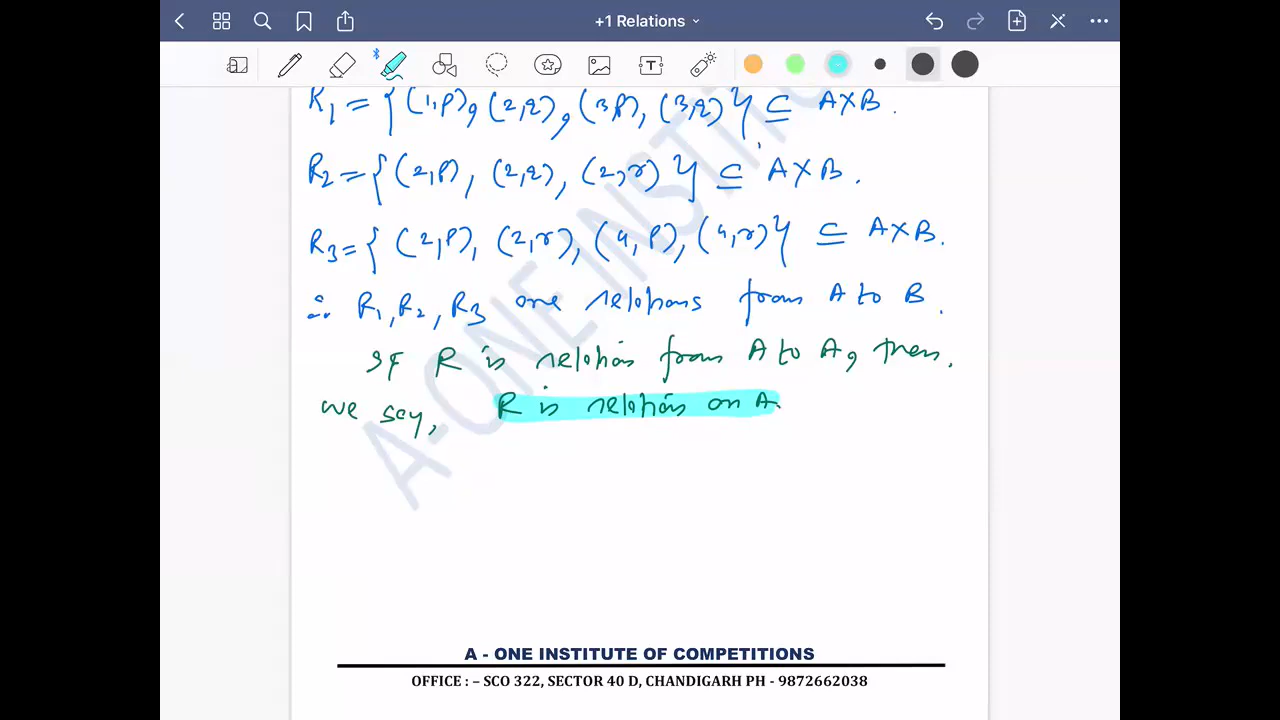 +1 Relations
R₁ = {(1,p), (2,q), (3,p), (3,q)} ⊆ A×B.
R₂ = {(2,p), (2,q), (2,r)} ⊆ A×B.
R₃ = {(2,p), (2,r), (4,p), (4,r)} ⊆ A×B.
∴ R₁, R₂, R₃ are relations from A to B.
If R is relation from A to A, then
we say, R is relation on A.
A-ONE INSTITU
A - ONE INSTITUTE OF COMPETITIONS
OFFICE : – SCO 322, SECTOR 40 D, CHANDIGARH PH - 9872662038